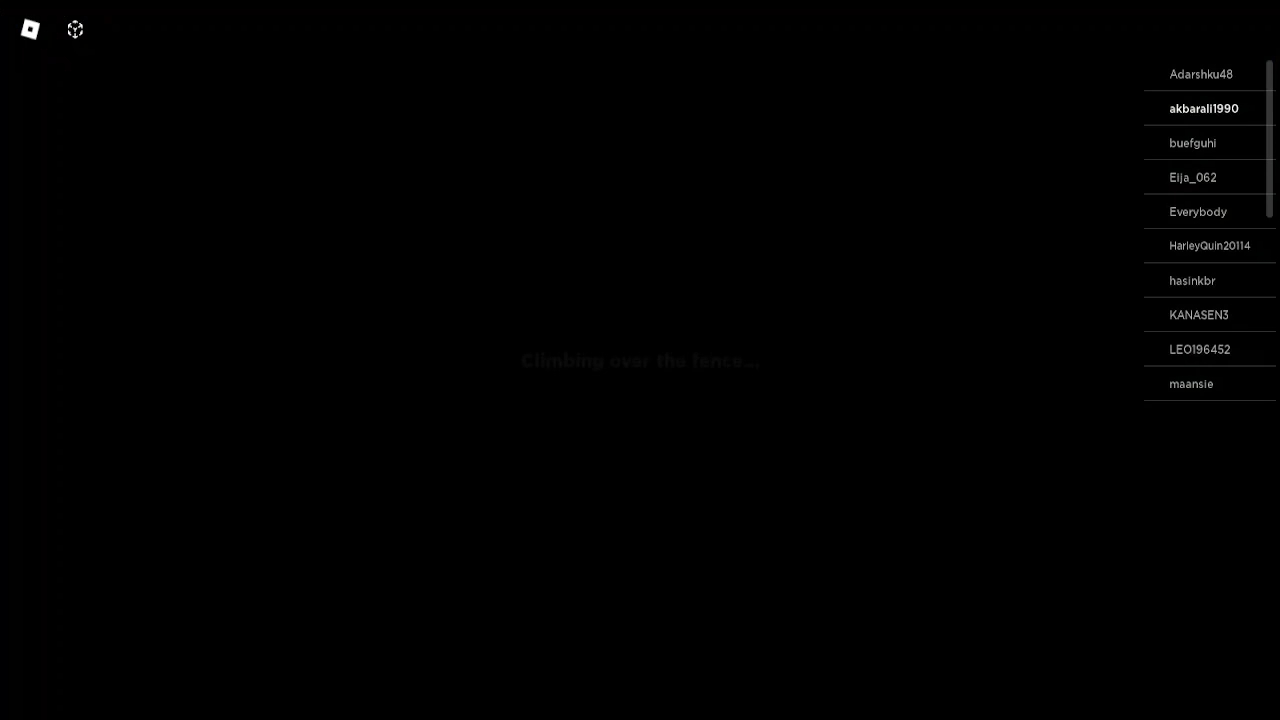 Adarshku48
akbarali1990
buefguhi
Eija_062
Everybody
HarleyQuin20114
hasinkbr
KANASEN3
LEO196452
maansie
Climbing over the fence...